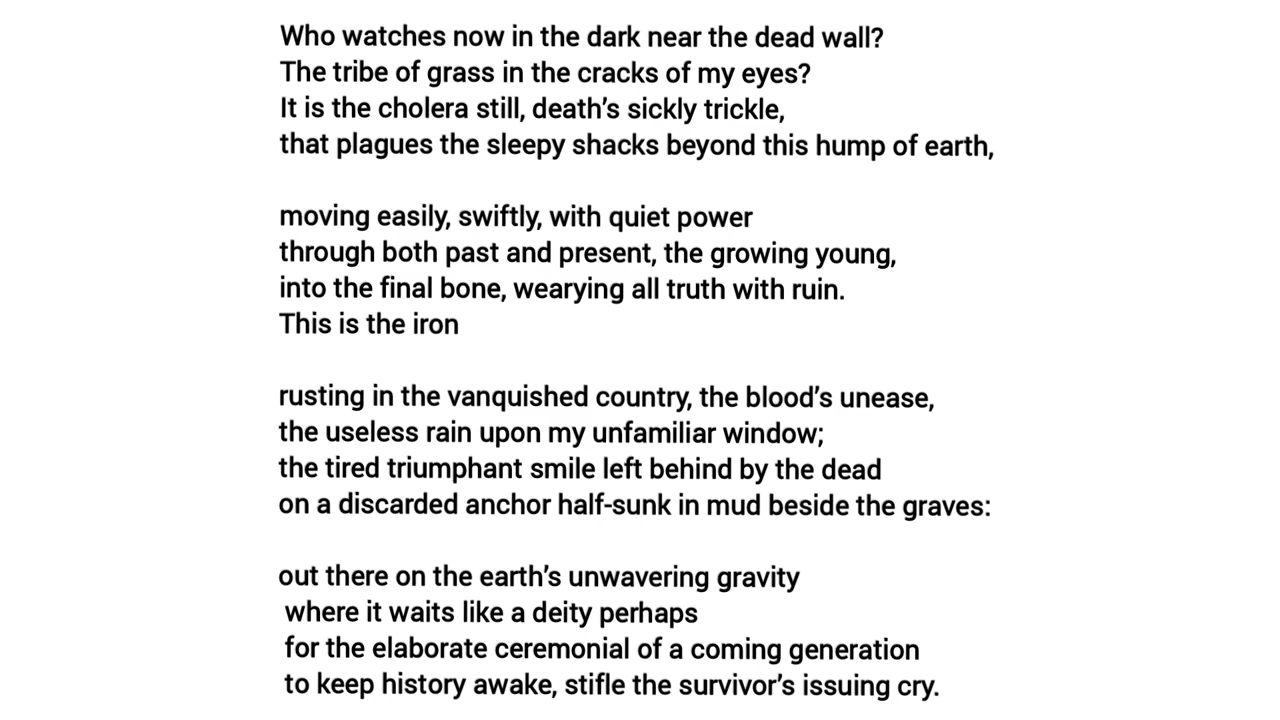 Who watches now in the dark near the dead wall?
The tribe of grass in the cracks of my eyes?
It is the cholera still, death’s sickly trickle,
that plagues the sleepy shacks beyond this hump of earth,
moving easily, swiftly, with quiet power
through both past and present, the growing young,
into the final bone, wearying all truth with ruin.
This is the iron
rusting in the vanquished country, the blood’s unease,
the useless rain upon my unfamiliar window;
the tired triumphant smile left behind by the dead
on a discarded anchor half-sunk in mud beside the graves:
out there on the earth’s unwavering gravity
where it waits like a deity perhaps
for the elaborate ceremonial of a coming generation
to keep history awake, stifle the survivor’s issuing cry.